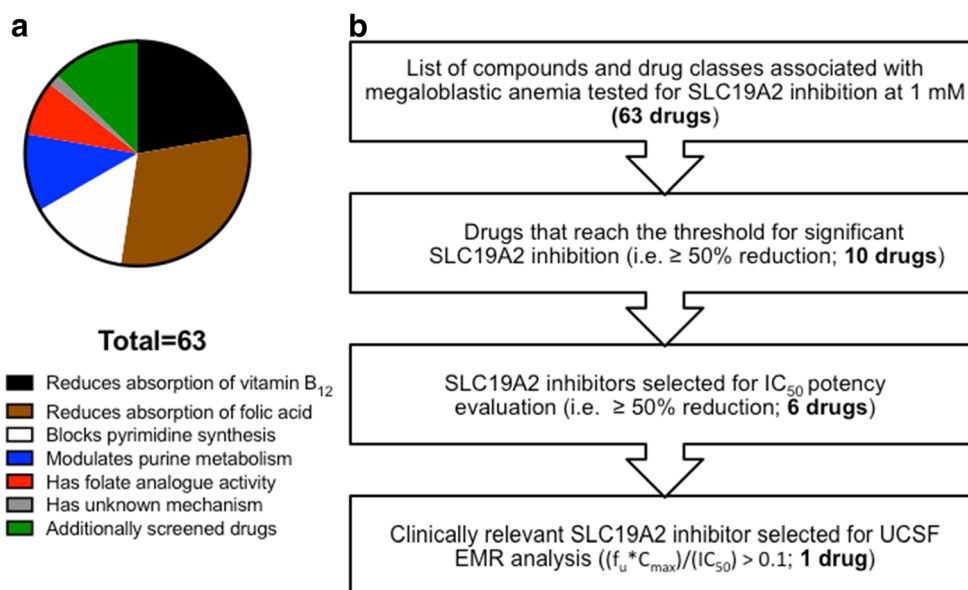 a
Total=63
Reduces absorption of vitamin B12
Reduces absorption of folic acid
Blocks pyrimidine synthesis
Modulates purine metabolism
Has folate analogue activity
Has unknown mechanism
Additionally screened drugs
b
List of compounds and drug classes associated with
megaloblastic anemia tested for SLC19A2 inhibition at 1 mM
(63 drugs)
Drugs that reach the threshold for significant
SLC19A2 inhibition (i.e. ≥ 50% reduction; 10 drugs)
SLC19A2 inhibitors selected for IC50 potency
evaluation (i.e. ≥ 50% reduction; 6 drugs)
Clinically relevant SLC19A2 inhibitor selected for UCSF
EMR analysis ((fu*Cmax)/(IC50) > 0.1; 1 drug)